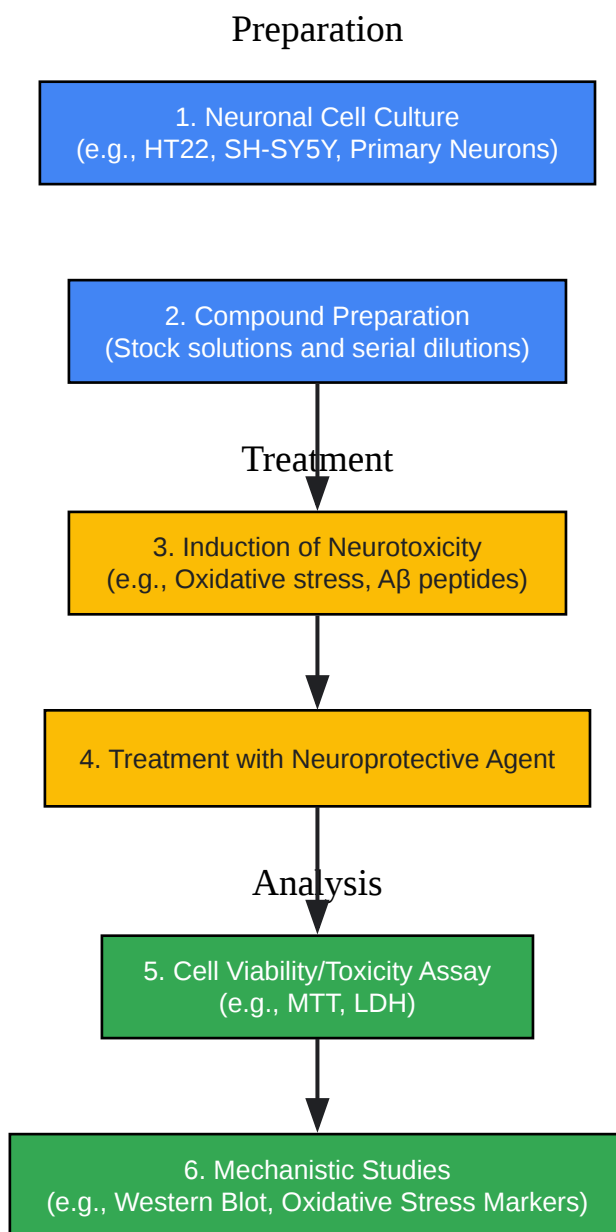 Preparation
1. Neuronal Cell Culture
(e.g., HT22, SH-SY5Y, Primary Neurons)
2. Compound Preparation
(Stock solutions and serial dilutions)
Treatment
3. Induction of Neurotoxicity
(e.g., Oxidative stress, Aβ peptides)
4. Treatment with Neuroprotective Agent
Analysis
5. Cell Viability/Toxicity Assay
(e.g., MTT, LDH)
6. Mechanistic Studies
(e.g., Western Blot, Oxidative Stress Markers)